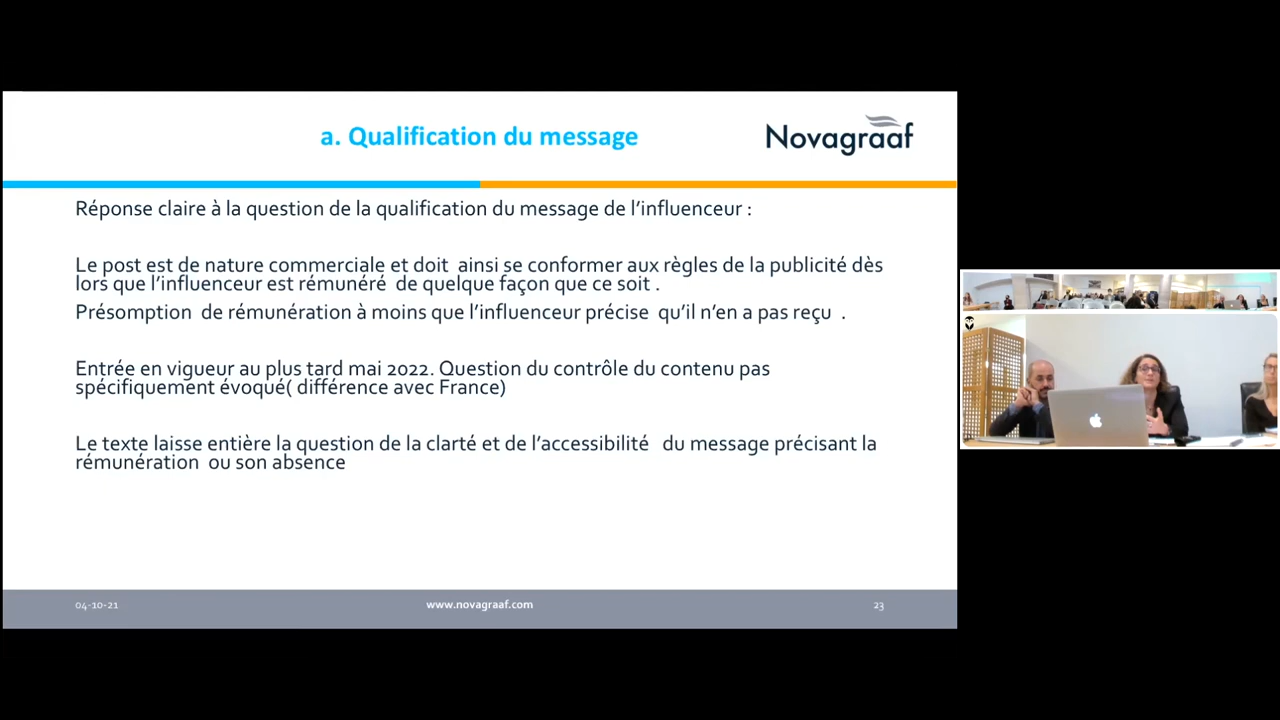 a. Qualification du message
Novagraaf
Réponse claire à la question de la qualification du message de l’influenceur :
Le post est de nature commerciale et doit  ainsi se conformer aux règles de la publicité dès
lors que l’influenceur est rémunéré  de quelque façon que ce soit .
Présomption  de rémunération à moins que l’influenceur précise  qu’il n’en a pas reçu  .
Entrée en vigueur au plus tard mai 2022. Question du contrôle du contenu pas
spécifiquement évoqué( différence avec France)
Le texte laisse entière la question de la clarté et de l’accessibilité   du message précisant la
rémunération  ou son absence
04-10-21
www.novagraaf.com
23